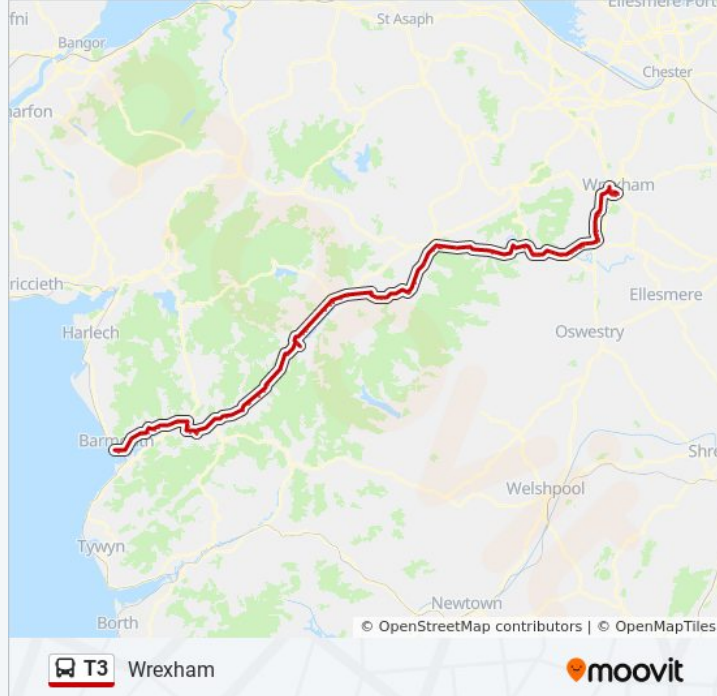 fni
St Asaph
Ellesmere Port
Bangor
Chester
arfon
Wrexham
riccieth
Ellesmere
Harlech
Oswestry
Barmouth
Shre
Welshpool
Tywyn
Newtown
Borth
© OpenStreetMap contributors | © OpenMapTiles
T3 Wrexham
moovit